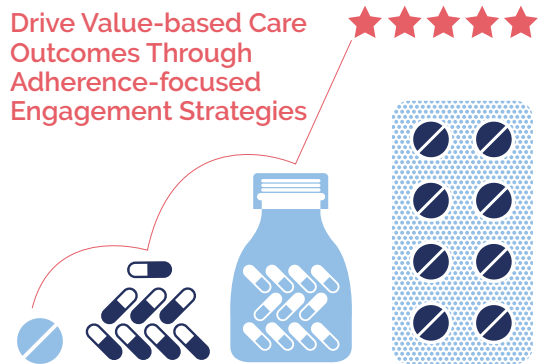 Drive Value-based Care
Outcomes Through
Adherence-focused
Engagement Strategies